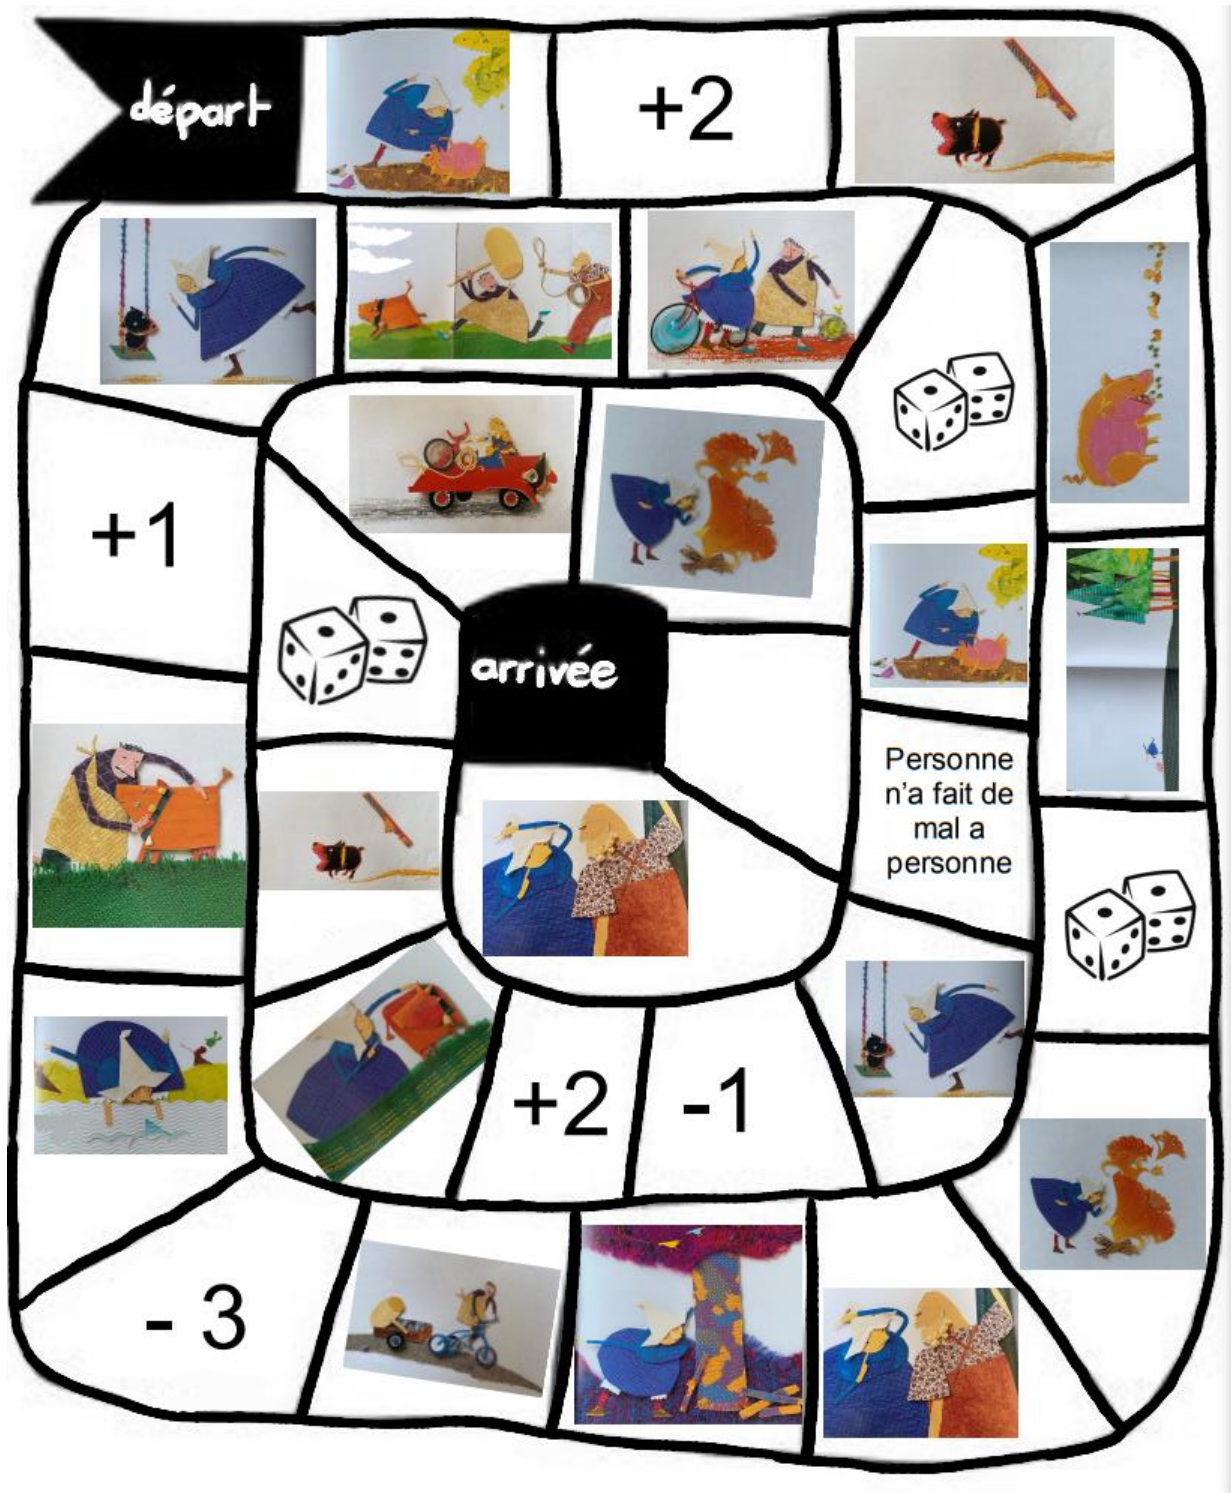 départ
+2
+1
arrivée
Personne
n'a fait de
mal a
personne
+2
-1
- 3